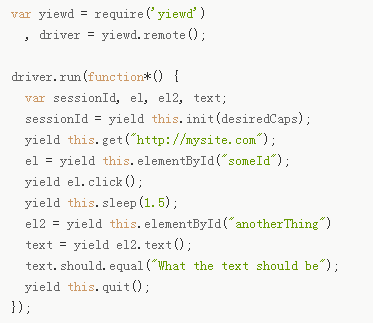 var yiewd = require('yiewd')
  , driver = yiewd.remote();

driver.run(function*() {
  var sessionId, el, el2, text;
  sessionId = yield this.init(desiredCaps);
  yield this.get("http://mysite.com");
  el = yield this.elementById("someId");
  yield el.click();
  yield this.sleep(1.5);
  el2 = yield this.elementById("anotherThing")
  text = yield el2.text();
  text.should.equal("What the text should be");
  yield this.quit();
});